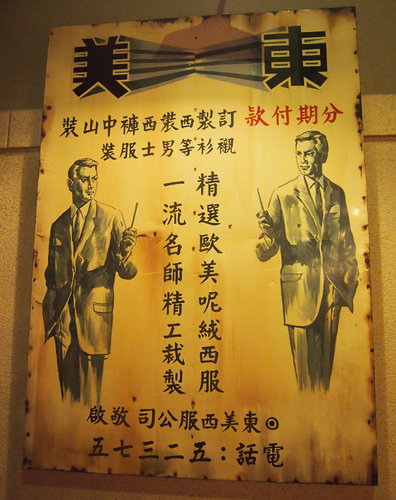 東美
分期付款
訂製西裝西褲中山裝
襯衫等男士服裝
精選歐美呢絨西服
一流名師精工裁製
◎東美西服公司 敬啟
電話:五二三七五